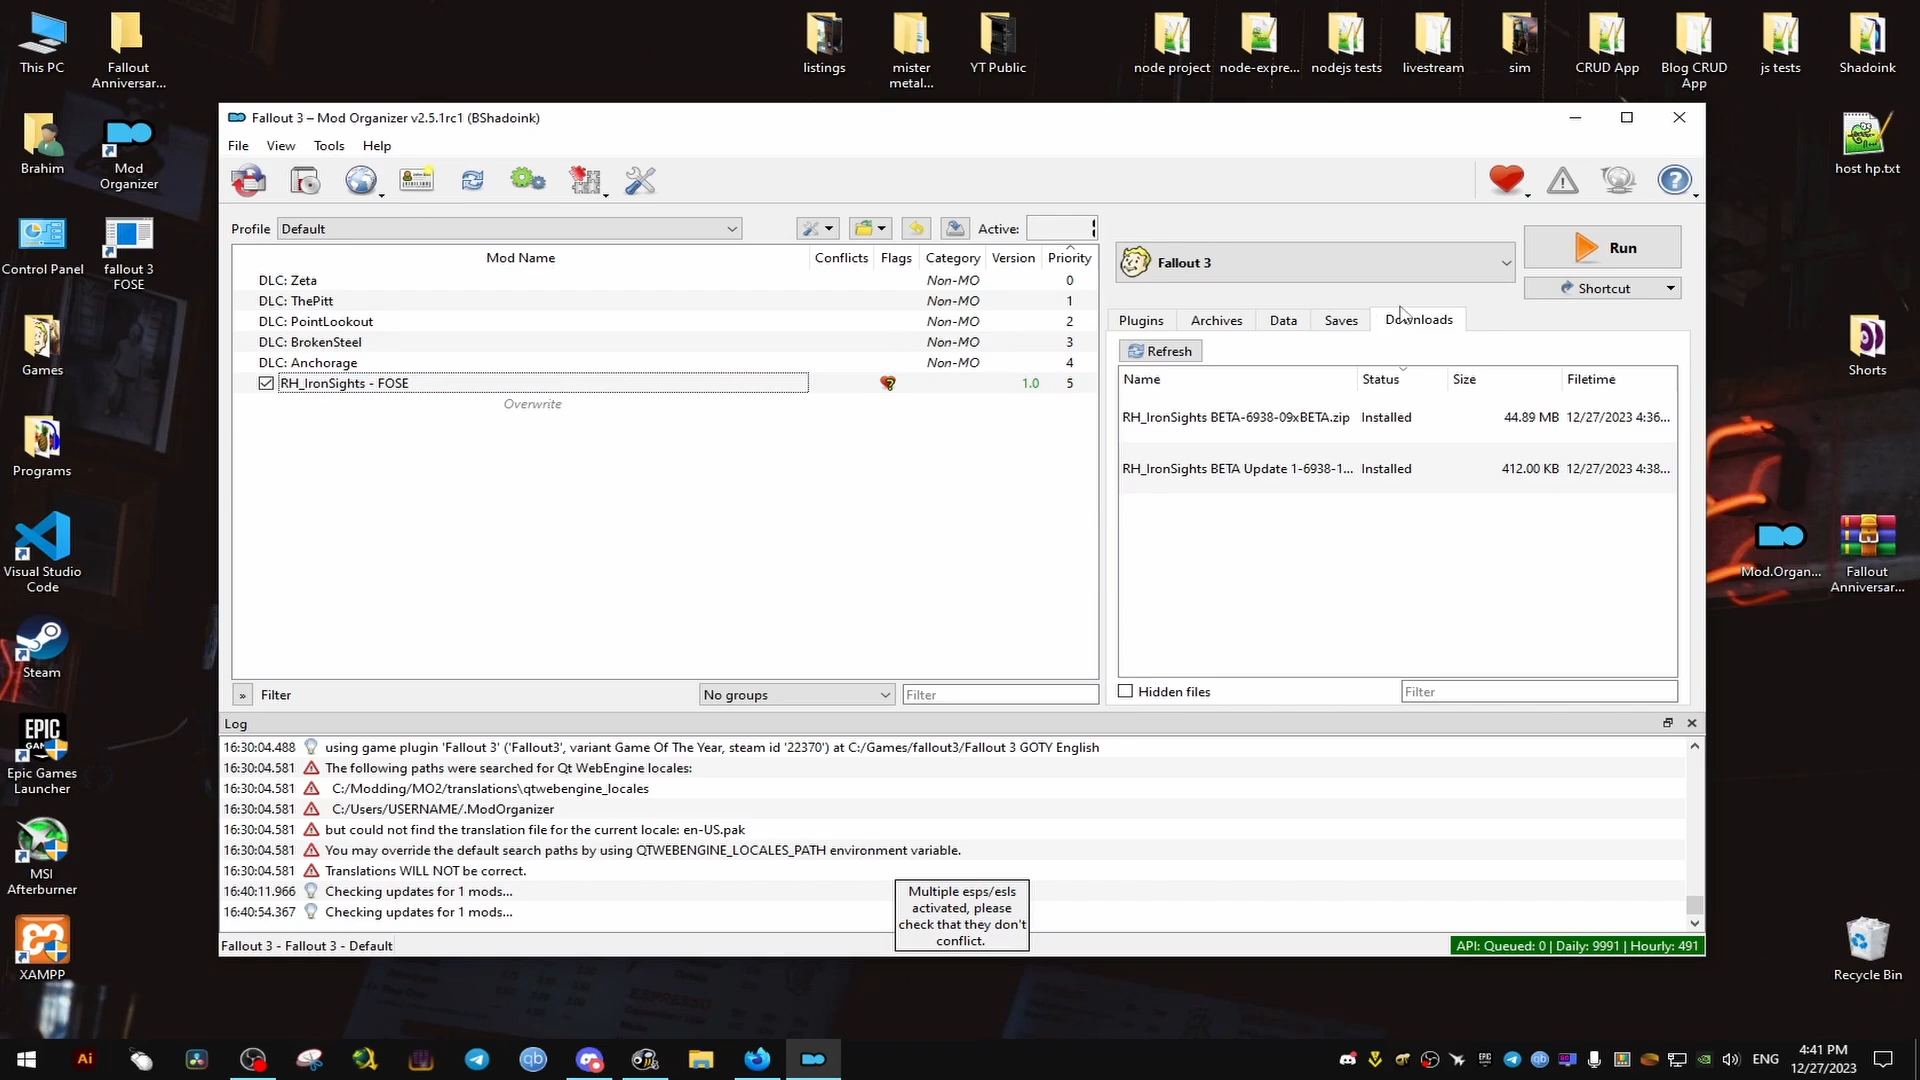 This PC
Fallout
Anniversar...
listings
mister
metal...
YT Public
node project
node-expre...
nodejs tests
livestream
sim
CRUD App
Blog CRUD
App
js tests
Shadoink
Brahim
Mod
Organizer
host hp.txt
Control Panel
fallout 3
FOSE
Games
Shorts
Programs
Visual Studio
Code
Mod.Organ...
Fallout
Anniversar...
Steam
EPIC
Epic Games
Launcher
MSI
Afterburner
XAMPP
Recycle Bin
Fallout 3 – Mod Organizer v2.5.1rc1 (BShadoink)
File View Tools Help
Profile Default Active:
Mod Name Conflicts Flags Category Version Priority
DLC: Zeta Non-MO 0
DLC: ThePitt Non-MO 1
DLC: PointLookout Non-MO 2
DLC: BrokenSteel Non-MO 3
DLC: Anchorage Non-MO 4
RH_IronSights - FOSE 1.0 5
Overwrite
» Filter No groups Filter
Fallout 3
Run
Shortcut
Plugins Archives Data Saves Downloads
Refresh
Name Status Size Filetime
RH_IronSights BETA-6938-09xBETA.zip Installed 44.89 MB 12/27/2023 4:36...
RH_IronSights BETA Update 1-6938-1... Installed 412.00 KB 12/27/2023 4:38...
Hidden files Filter
Log
16:30:04.488 using game plugin 'Fallout 3' ('Fallout3', variant Game Of The Year, steam id '22370') at C:/Games/fallout3/Fallout 3 GOTY English
16:30:04.581 The following paths were searched for Qt WebEngine locales:
16:30:04.581 C:/Modding/MO2/translations\qtwebengine_locales
16:30:04.581 C:/Users/USERNAME/.ModOrganizer
16:30:04.581 but could not find the translation file for the current locale: en-US.pak
16:30:04.581 You may override the default search paths by using QTWEBENGINE_LOCALES_PATH environment variable.
16:30:04.581 Translations WILL NOT be correct.
16:40:11.966 Checking updates for 1 mods...
16:40:54.367 Checking updates for 1 mods...
Multiple esps/esls
activated, please
check that they don't
conflict.
Fallout 3 - Fallout 3 - Default
API: Queued: 0 | Daily: 9991 | Hourly: 491
Ai
qb
ENG
4:41 PM
12/27/2023